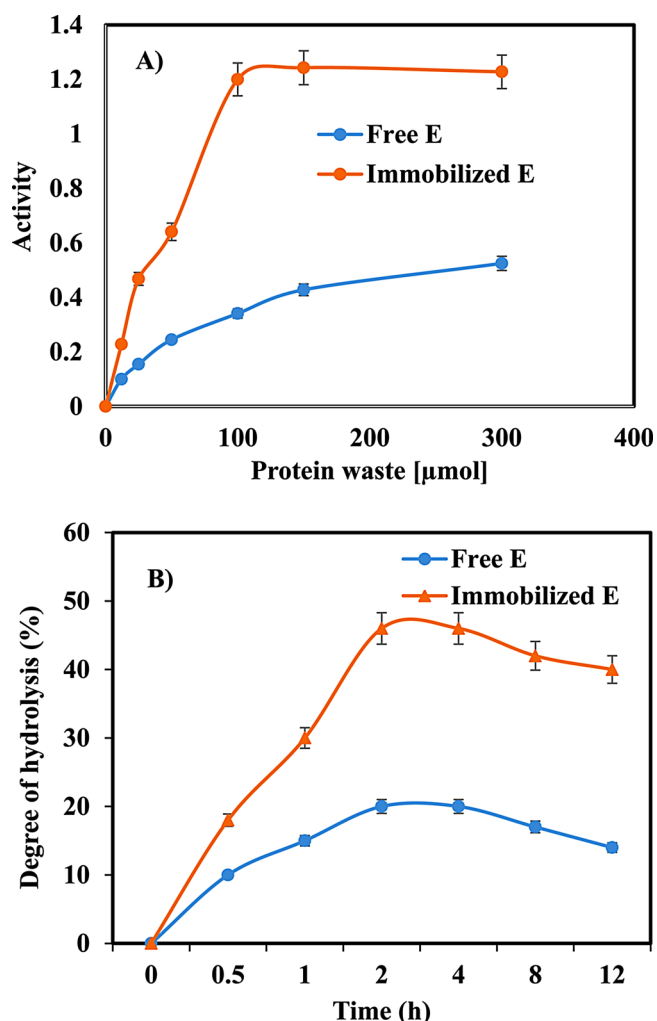 1.4
A)
1.2
1
0.8
0.6
0.4
0.2
0
Free E
Immobilized E
Activity
0 100 200 300 400
Protein waste [µmol]
60
B)
50
40
30
20
10
0
Free E
Immobilized E
Degree of hydrolysis (%)
0 0.5 1 2 4 8 12
Time (h)